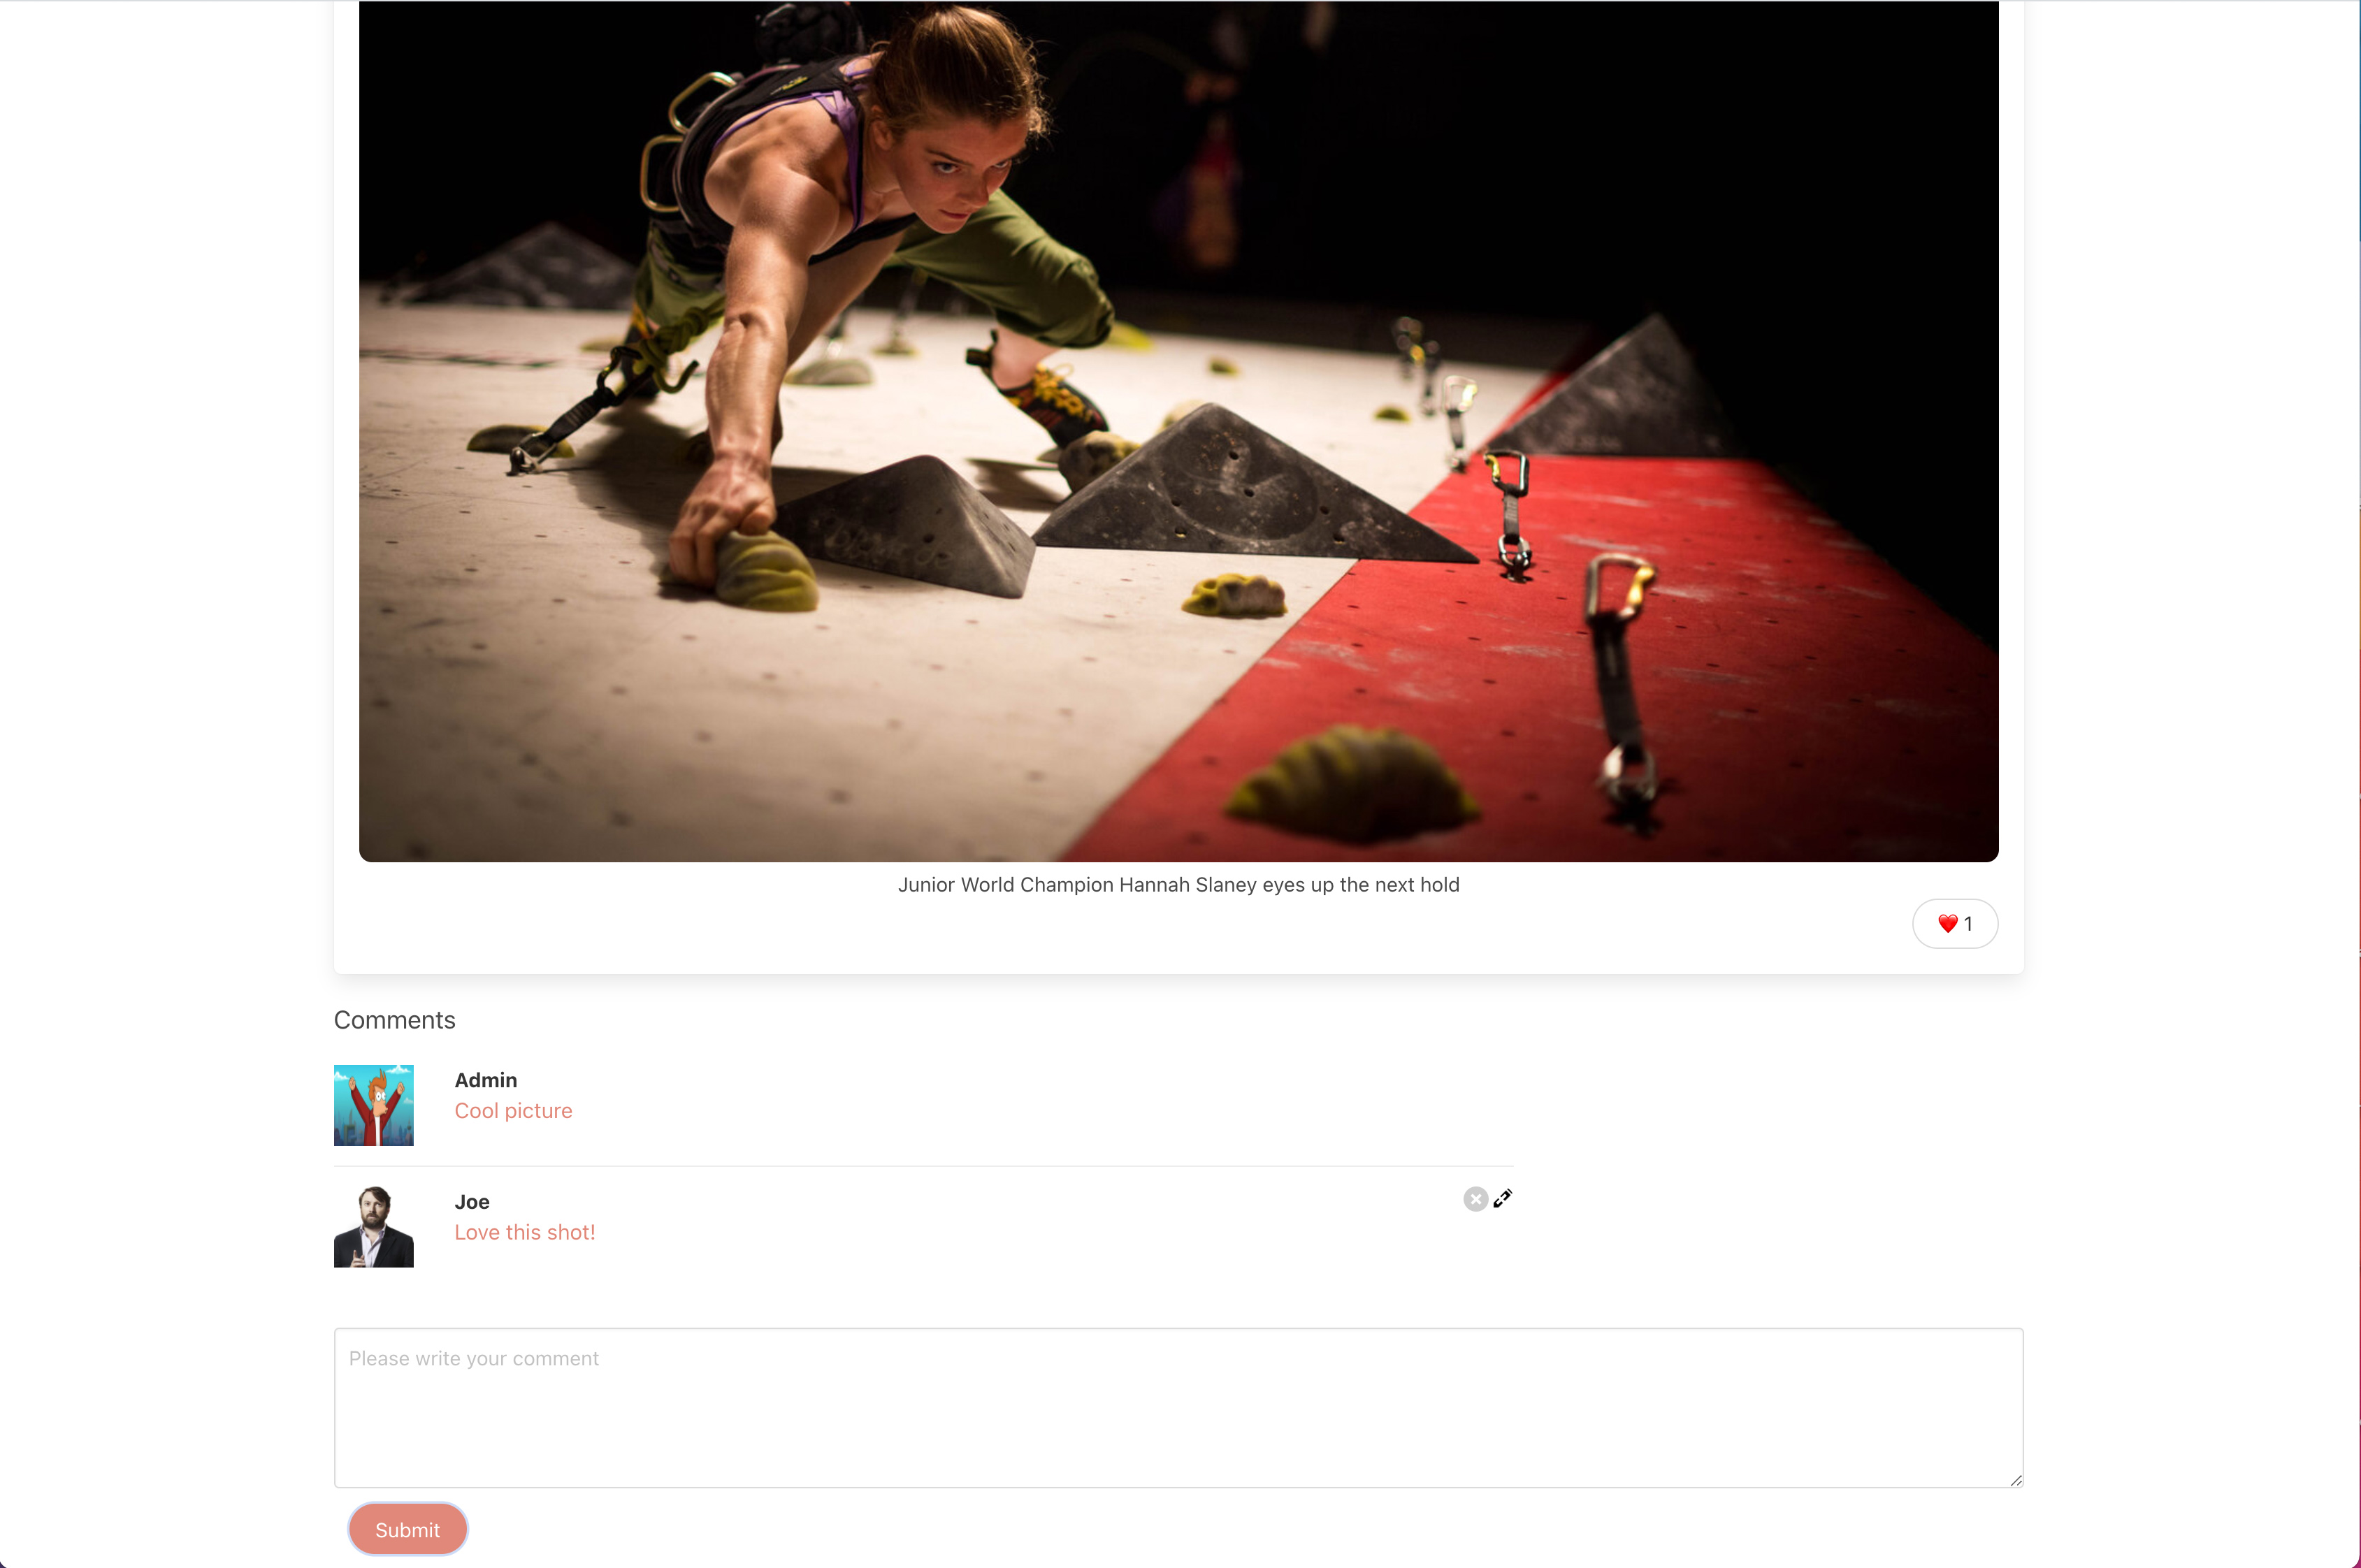 Junior World Champion Hannah Slaney eyes up the next hold
❤️ 1
Comments
Admin
Cool picture
Joe
Love this shot!
Please write your comment
Submit